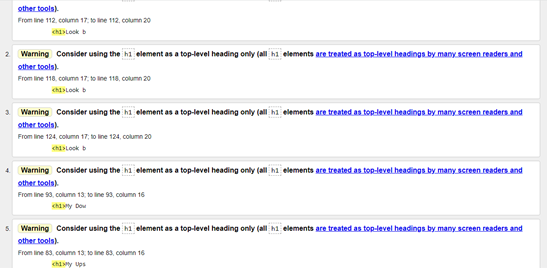 other tools).
From line 112, column 17; to line 112, column 20
<h1>Look b
2. Warning Consider using the h1 element as a top-level heading only (all h1 elements are treated as top-level headings by many screen readers and
other tools).
From line 118, column 17; to line 118, column 20
<h1>Look b
3. Warning Consider using the h1 element as a top-level heading only (all h1 elements are treated as top-level headings by many screen readers and
other tools).
From line 124, column 17; to line 124, column 20
<h1>Look b
4. Warning Consider using the h1 element as a top-level heading only (all h1 elements are treated as top-level headings by many screen readers and
other tools).
From line 93, column 13; to line 93, column 16
<h1>My Dow
5. Warning Consider using the h1 element as a top-level heading only (all h1 elements are treated as top-level headings by many screen readers and
other tools).
From line 83, column 13; to line 83, column 16
<h1>My Ups